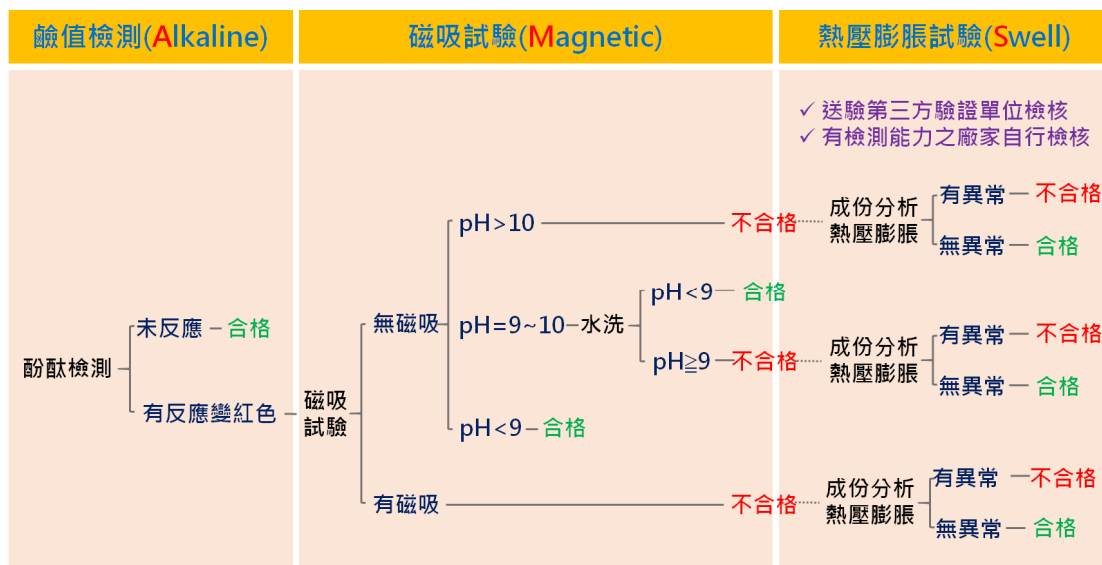 鹼值檢測(Alkaline)
磁吸試驗(Magnetic)
熱壓膨脹試驗(Swell)
✓ 送驗第三方驗證單位檢核
✓ 有檢測能力之廠家自行檢核
酚酞檢測
未反應
合格
有反應變紅色
磁吸
試驗
無磁吸
pH>10
不合格
成份分析
熱壓膨脹
有異常
不合格
無異常
合格
pH=9~10
水洗
pH<9
合格
pH≧9
不合格
成份分析
熱壓膨脹
有異常
不合格
無異常
合格
pH<9
合格
有磁吸
不合格
成份分析
熱壓膨脹
有異常
不合格
無異常
合格